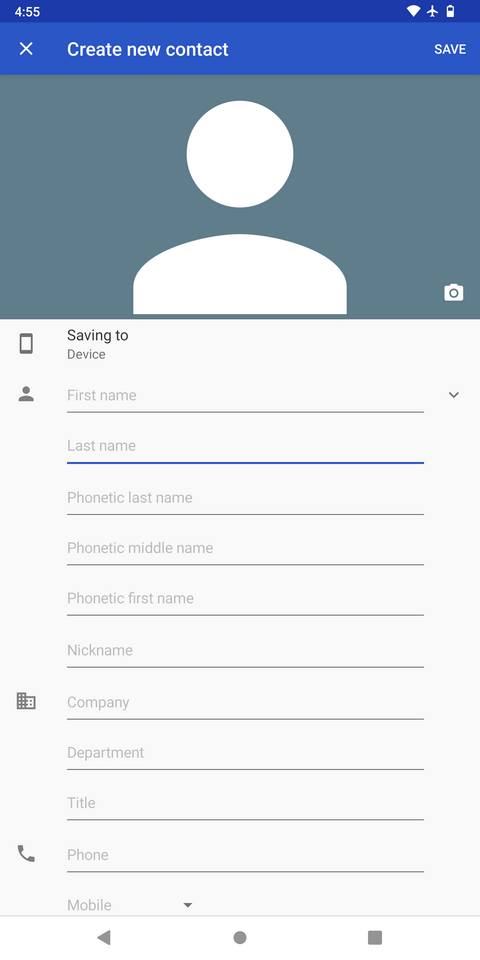 4:55
Create new contact
SAVE
Saving to
Device
First name
Last name
Phonetic last name
Phonetic middle name
Phonetic first name
Nickname
Company
Department
Title
Phone
Mobile